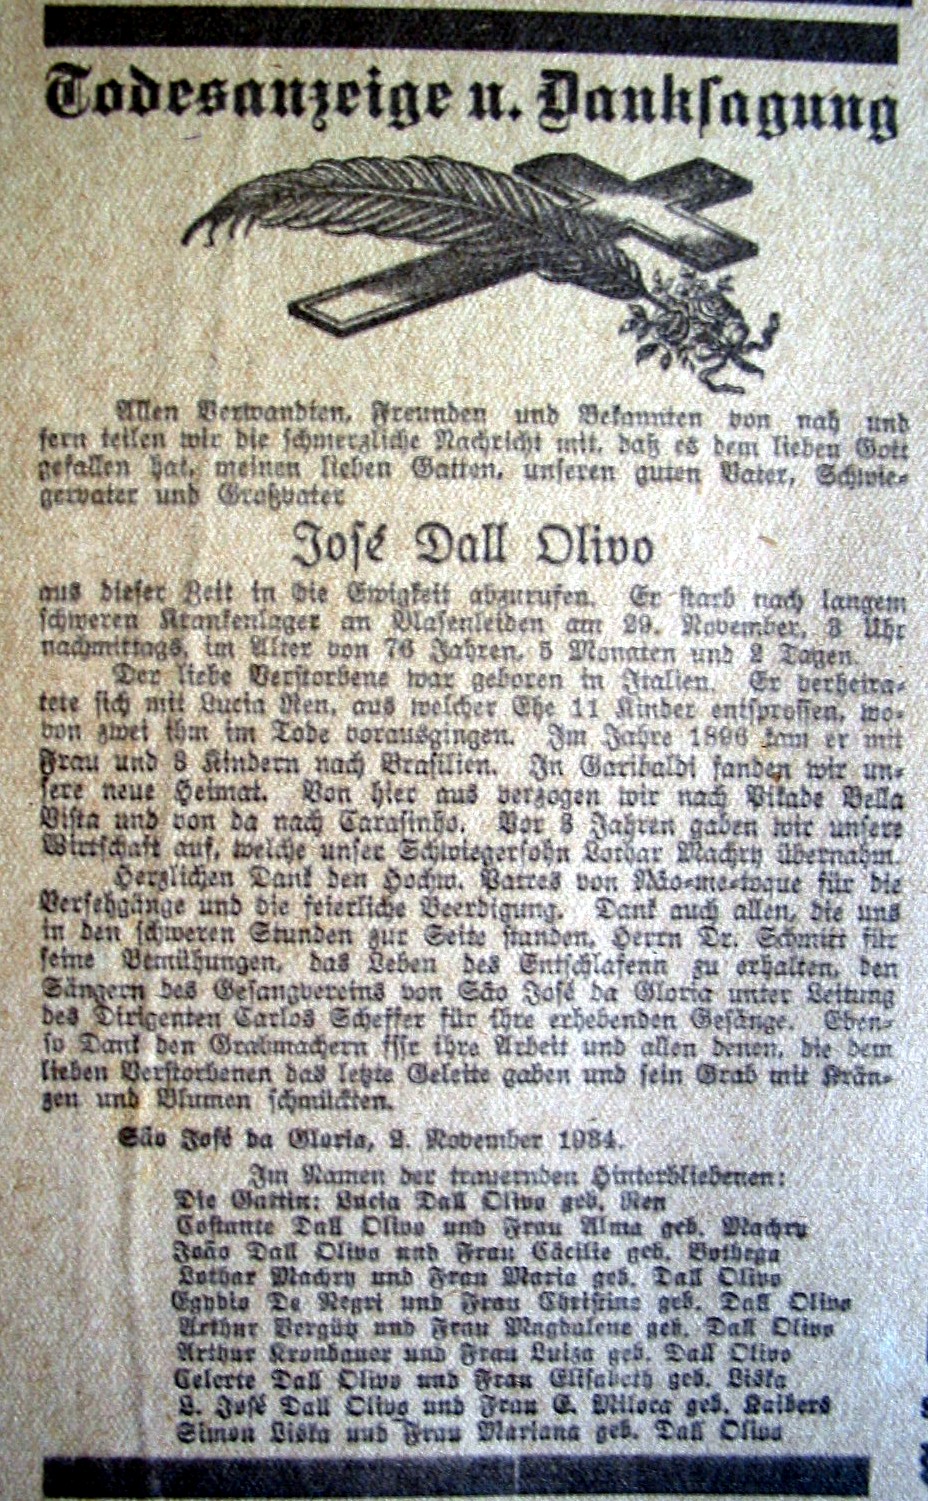 Todesanzeige u. Danksagung
Allen Verwandten, Freunden und Bekannten von nah und
fern teilen wir die schmerzliche Nachricht mit, daß es dem lieben Gott
gefallen hat, meinen lieben Gatten, unseren guten Vater, Schwie-
gervater und Großvater
José Dall Olivo
aus dieser Zeit in die Ewigkeit abzurufen. Er starb nach langem
schweren Krankenlager an Blasenleiden am 29. November, 3 Uhr
nachmittags, im Alter von 76 Jahren, 5 Monaten und 2 Tagen.
Der liebe Verstorbene war geboren in Italien. Er verheira-
tete sich mit Lucia Ren, aus welcher Ehe 11 Kinder entsprossen, wo-
von zwei ihm im Tode vorausgingen. Im Jahre 1896 kam er mit
Frau und 3 Kindern nach Brasilien. In Garibaldi fanden wir un-
sere neue Heimat. Von hier aus verzogen wir nach Pikade Bella
Vista und von da nach Carasinho. Vor 8 Jahren gaben wir unsere
Wirtschaft auf, welche unser Schwiegersohn Lothar Machry übernahm.
Herzlichen Dank den Hochw. Patres von Não-me-toque für die
Versehgänge und die feierliche Beerdigung. Dank auch allen, die uns
in den schweren Stunden zur Seite standen, Herrn Dr. Schmitt für
seine Bemühungen, das Leben des Entschlafenn zu erhalten, den
Sängern des Gesangvereins von São José da Gloria unter Leitung
des Dirigenten Carlos Scheffer für ihre erhebenden Gesänge. Eben-
so Dank den Grabmachern ihre Arbeit und allen denen, die dem
lieben Verstorbenen das letzte Geleite gaben und sein Grab mit Krän-
zen und Blumen schmückten.
São José da Gloria, 2. November 1934.
Im Namen der trauernden Hinterbliebenen:
Die Gattin: Lucia Dall Olivo geb. Ren
Costante Dall Olivo und Frau Alma geb. Machry
João Dall Olivo und Frau Cäcilie geb. Bothega
Lothar Machry und Frau Maria geb. Dall Olivo
Egydio De Negri und Frau Christine geb. Dall Olivo
Arthur und Frau Magdalene geb. Dall Olivo
Arthur Kronbauer und Frau Luiza geb. Dall Olivo
Celerte Dall Olivo und Frau Elisabeth geb. Liska
L. José Dall Olivo und Frau E. geb. Kaibers
Simon Liska und Frau Mariana geb. Dall Olivo